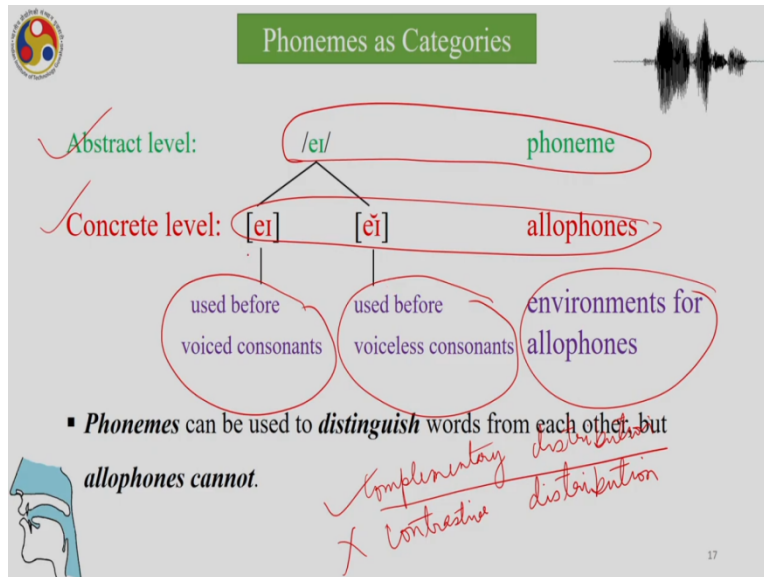 Phonemes as Categories
Abstract level: /eɪ/ phoneme
Concrete level: [eɪ] [ĕɪ] allophones
used before used before environments for
voiced consonants voiceless consonants allophones
▪ Phonemes can be used to distinguish words from each other, but
allophones cannot.
✓ Complementary distribution
X Contrastive distribution
17